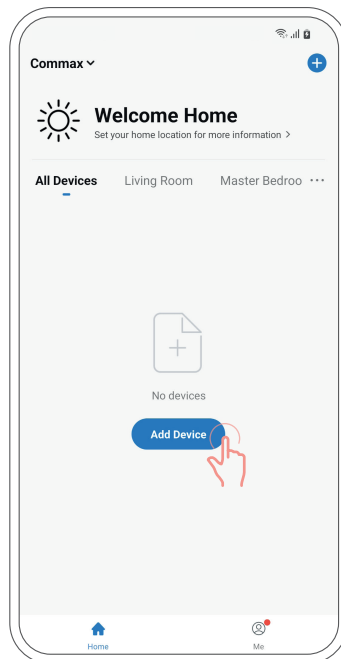 Commax
Welcome Home
Set your home location for more information >
All Devices Living Room Master Bedroo ...
No devices
Add Device
Home Me